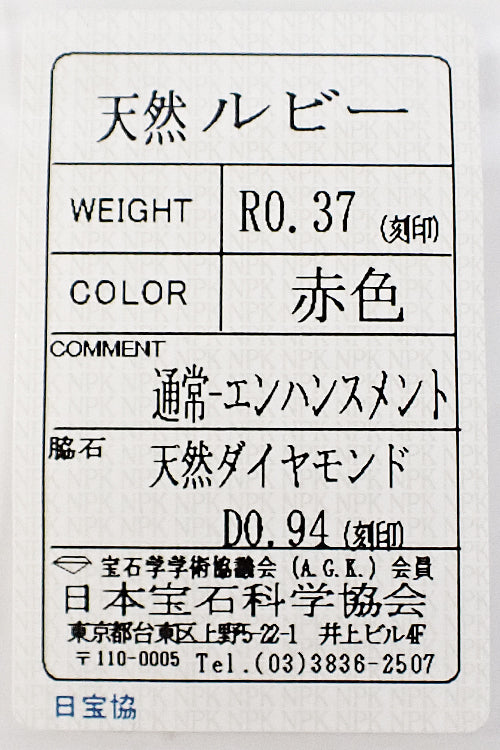 天然ルビー
WEIGHT R0.37 (刻印)
COLOR 赤色
COMMENT
通常-エンハンスメント
脇石 天然ダイヤモンド
D0.94 (刻印)
宝石学学術協議会 (A.G.K.) 会員
日本宝石科学協会
東京都台東区上野5-22-1 井上ビル4F
〒110-0005 Tel.(03)3836-2507
日宝協